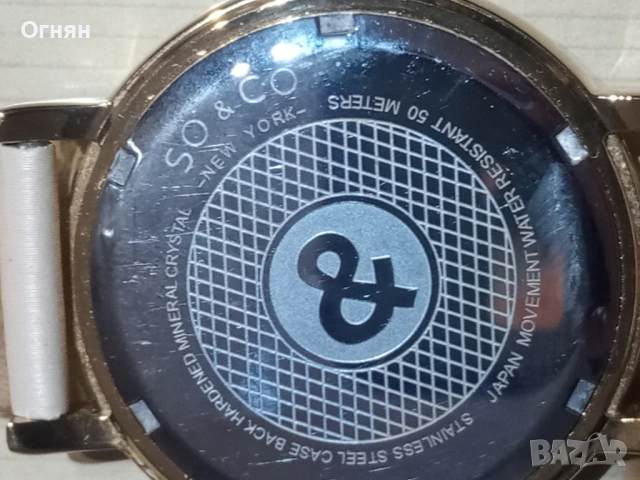 Огнян
SO & CO
-NEW YORK-
WATER RESISTANT 50 METERS
JAPAN MOVEMENT
STAINLESS STEEL CASE BACK
HARDENED MINERAL CRYSTAL
&
BAZAR